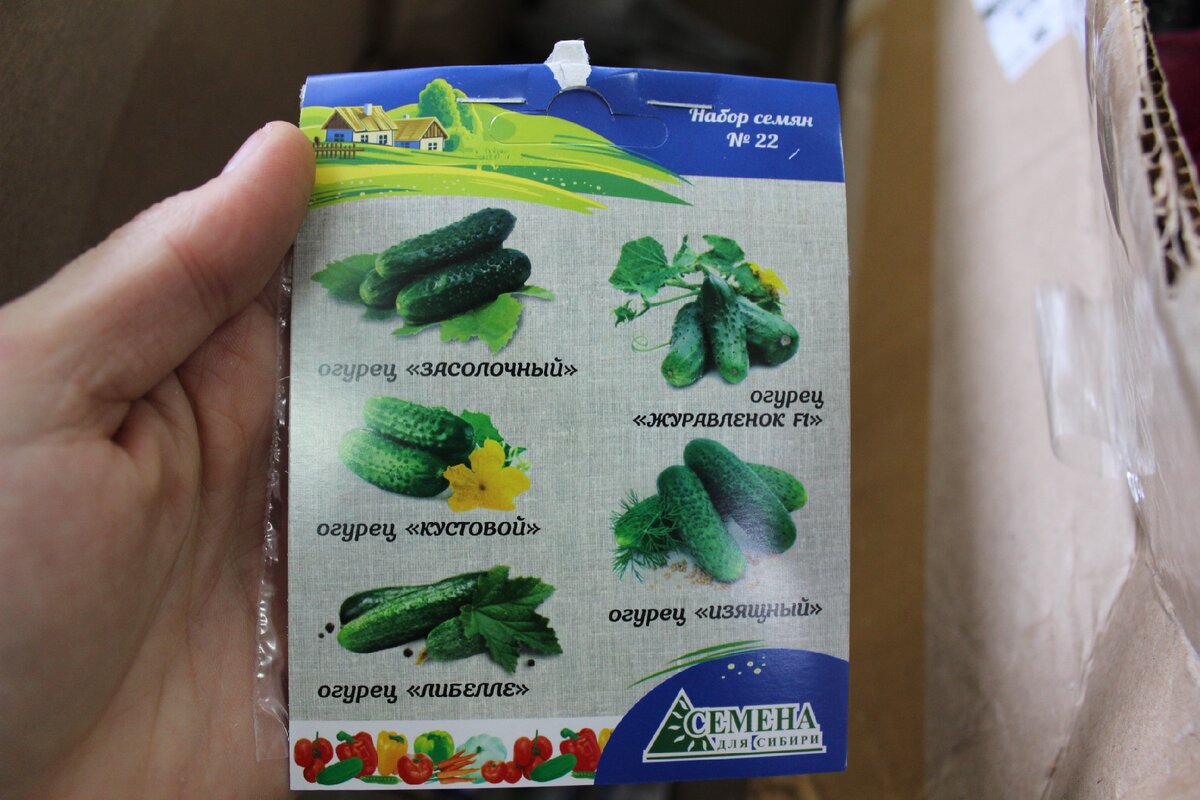 Набор семян
№ 22
огурец «ЗАСОЛОЧНЫЙ»
огурец
«ЖУРАВЛЕНОК F1»
огурец «КУСТОВОЙ»
огурец «ИЗЯЩНЫЙ»
огурец «ЛИБЕЛЛЕ»
СЕМЕНА
ДЛЯ СИБИРИ